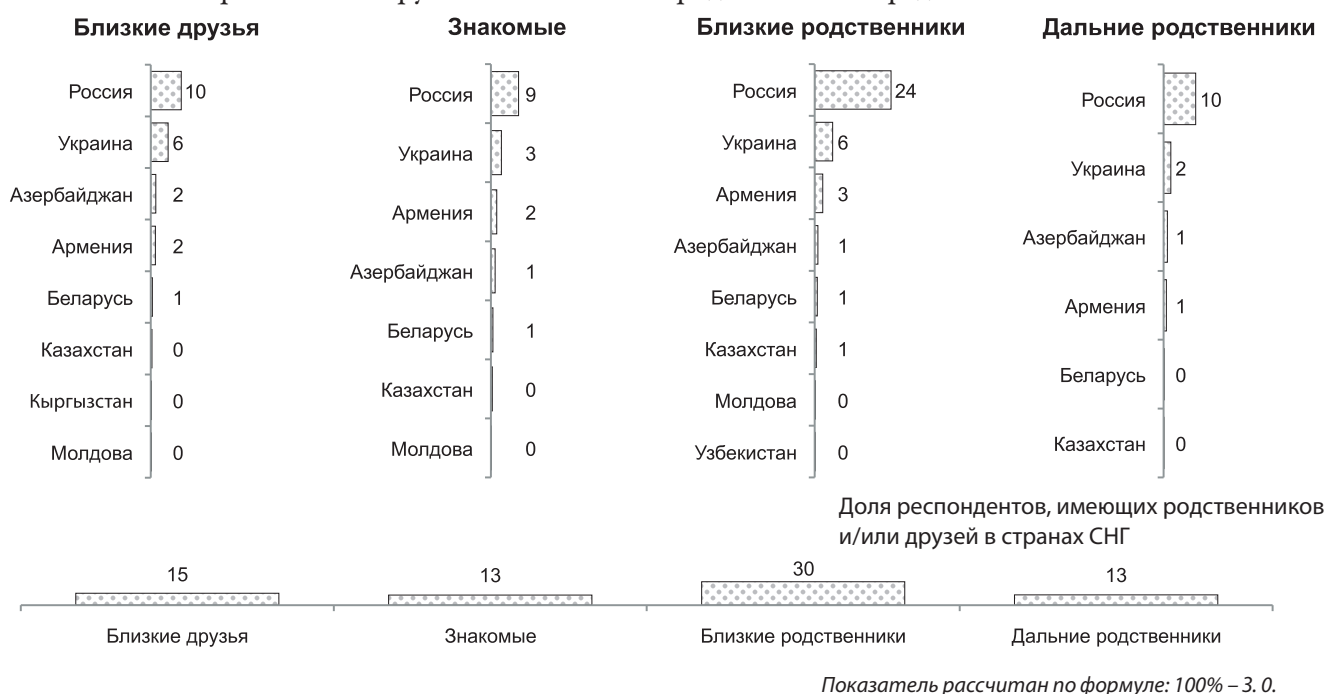 Близкие друзья
Россия 10
Украина 6
Азербайджан 2
Армения 2
Беларусь 1
Казахстан 0
Кыргызстан 0
Молдова 0
Знакомые
Россия 9
Украина 3
Армения 2
Азербайджан 1
Беларусь 1
Казахстан 0
Молдова 0
Близкие родственники
Россия 24
Украина 6
Армения 3
Азербайджан 1
Беларусь 1
Казахстан 1
Молдова 0
Узбекистан 0
Дальние родственники
Россия 10
Украина 2
Азербайджан 1
Армения 1
Беларусь 0
Казахстан 0
Доля респондентов, имеющих родственников
и/или друзей в странах СНГ
15 13 30 13
Близкие друзья Знакомые Близкие родственники Дальние родственники
Показатель рассчитан по формуле: 100% – З. О.